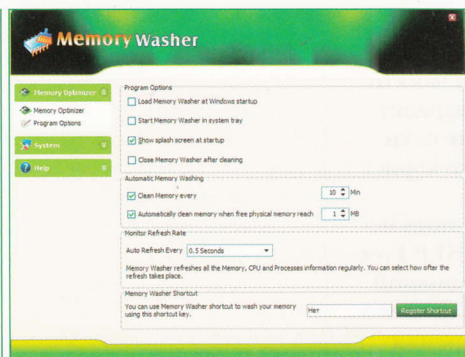 Memory Washer
Memory Optimizer
Memory Optimizer
Program Options
System
Help
Program Options
Load Memory Washer at Windows startup
Start Memory Washer in system tray
Show splash screen at startup
Close Memory Washer after cleaning
Automatic Memory Washing
Clean Memory every 10 Min
Automatically clean memory when free physical memory reach 1 MB
Monitor Refresh Rate
Auto Refresh Every 0.5 Seconds
Memory Washer refreshes all the Memory, CPU and Processes information regularly. You can select how often the
refresh takes place.
Memory Washer Shortcut
You can use Memory Washer shortcut to wash your memory
using this shortcut key.
Нет
Register Shortcut